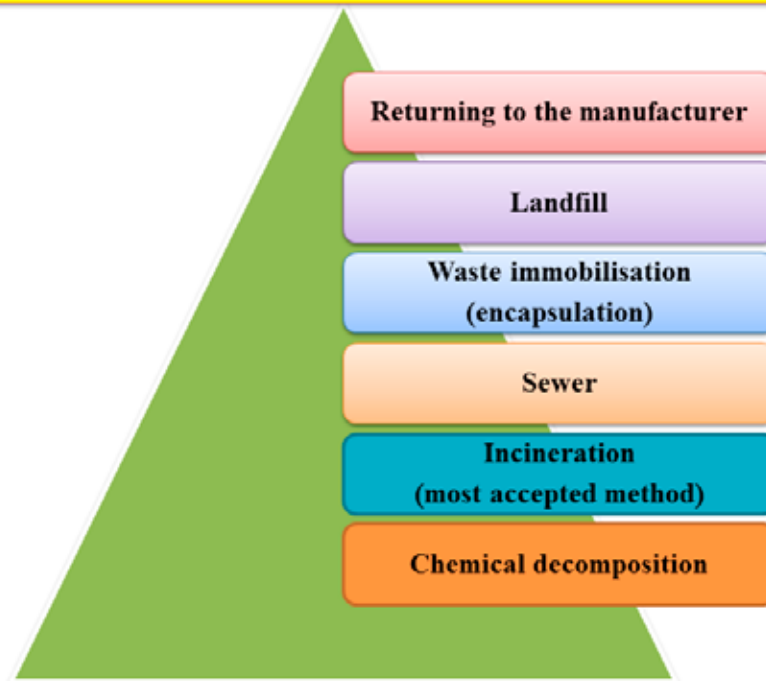 Returning to the manufacturer
Landfill
Waste immobilisation
(encapsulation)
Sewer
Incineration
(most accepted method)
Chemical decomposition